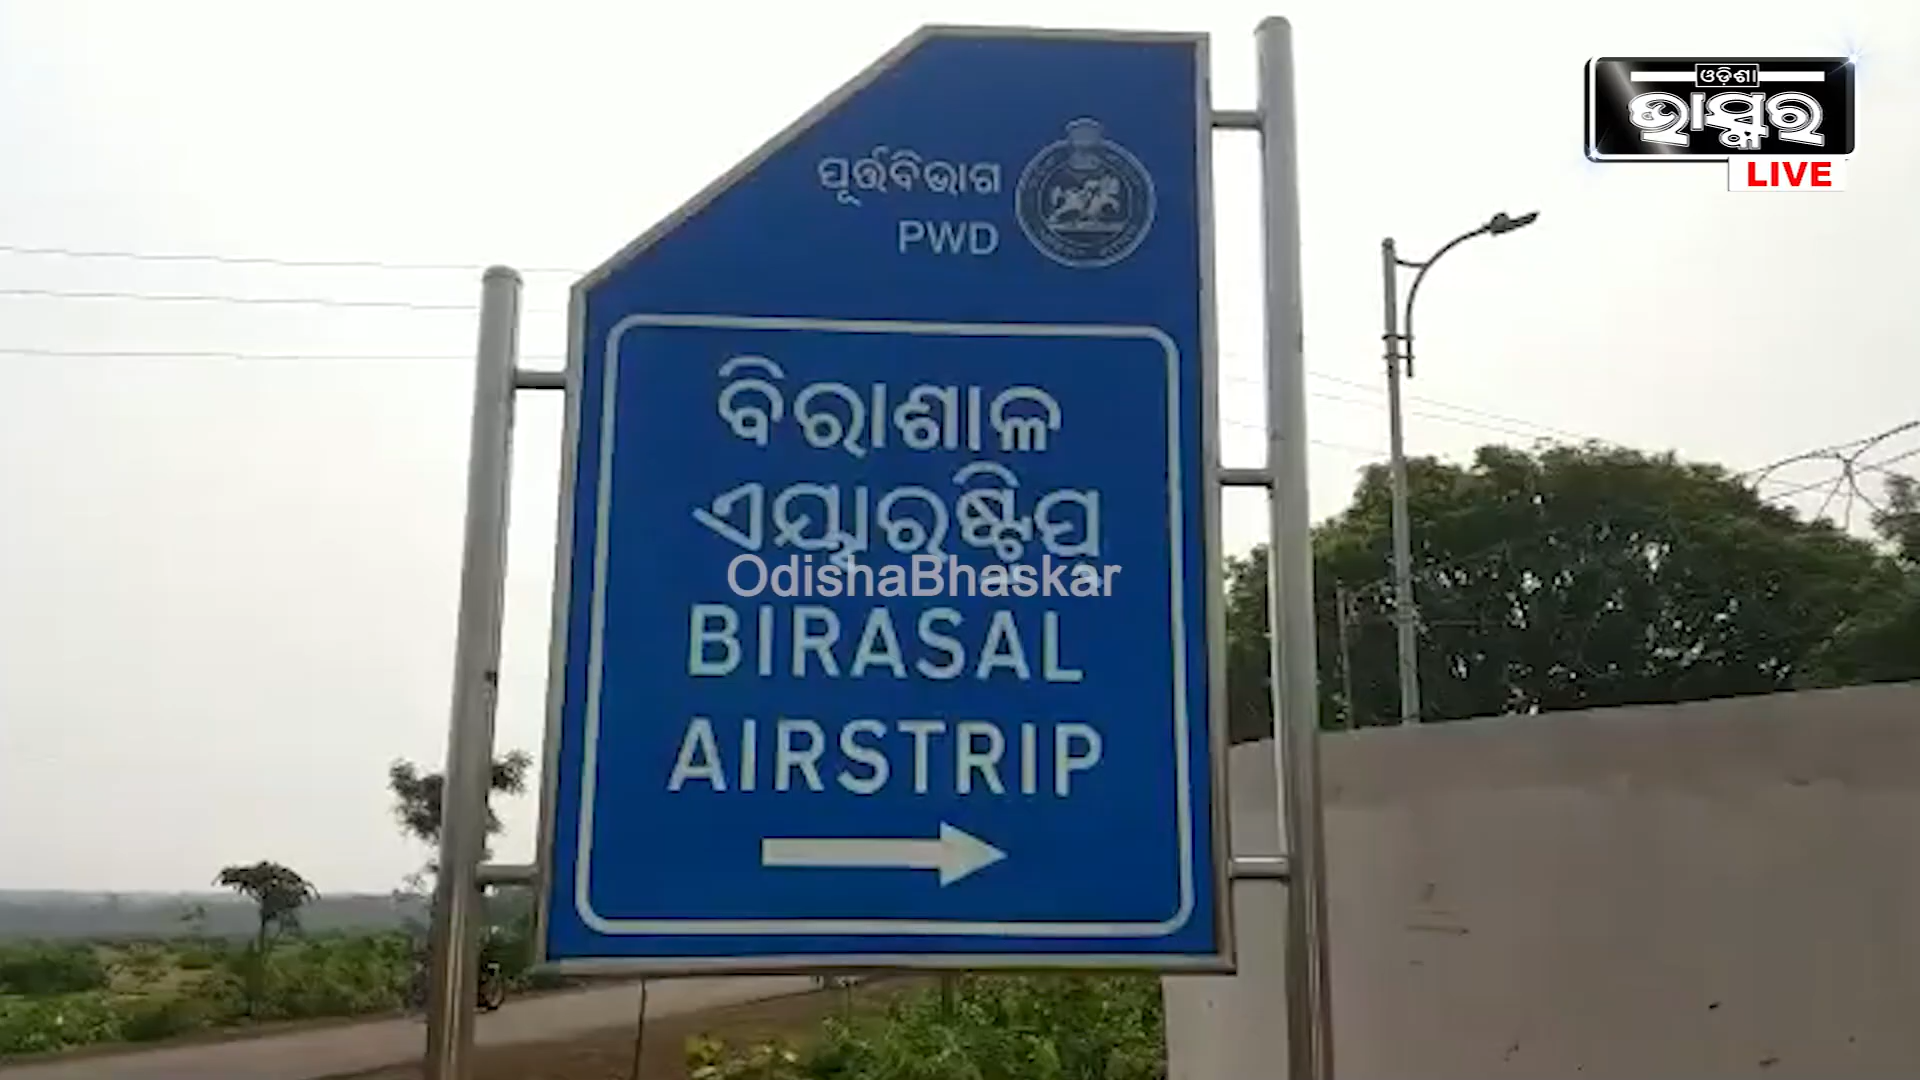 ଓଡ଼ିଶା
ଭାସ୍କର
LIVE
ପୂର୍ତ୍ତବିଭାଗ
PWD
ବିରାଶାଳ
ଏୟାରଷ୍ଟ୍ରିପ୍
OdishaBhaskar
BIRASAL
AIRSTRIP